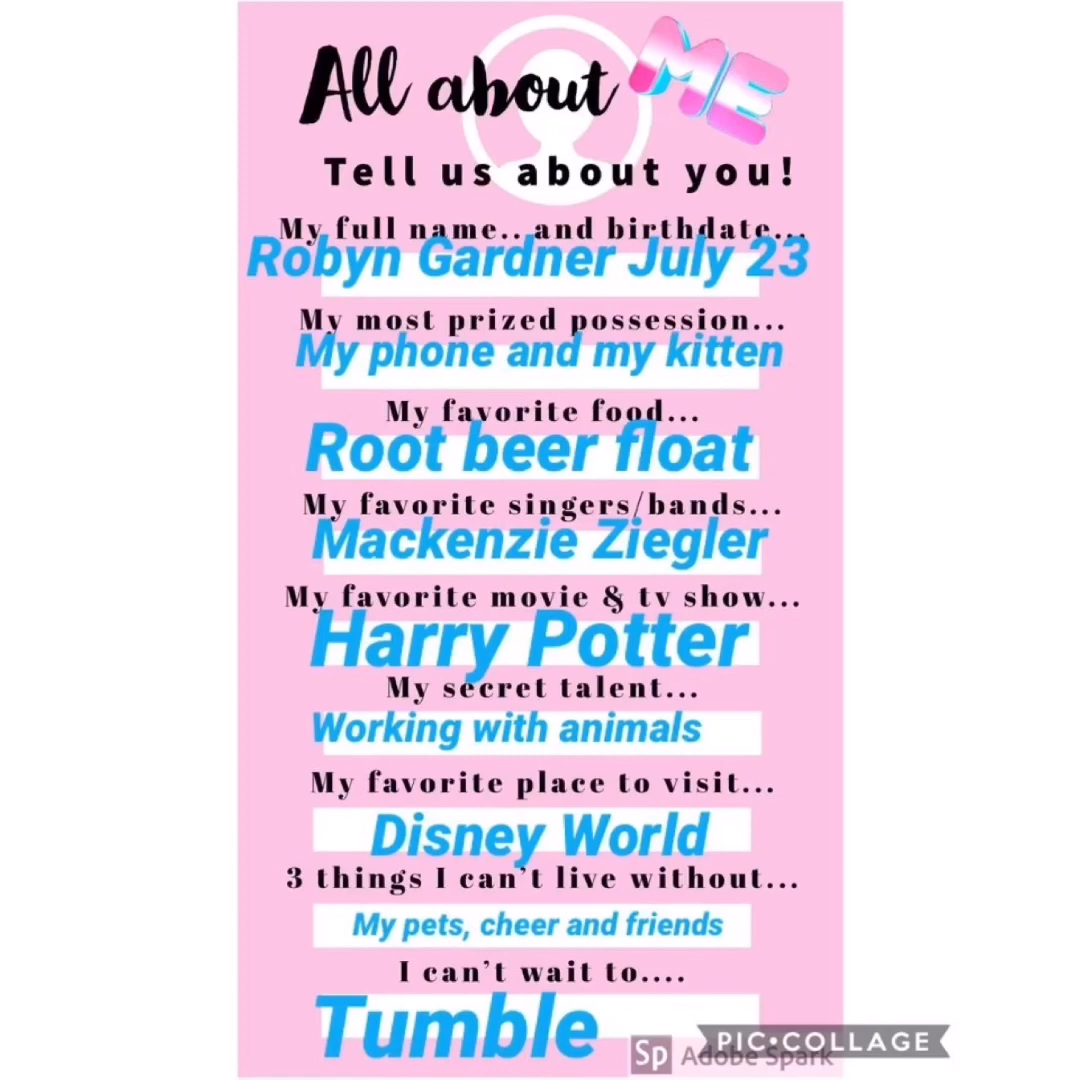 All about ME
Tell us about you!
My full name.. and birthdate...
Robyn Gardner July 23
My most prized possession...
My phone and my kitten
My favorite food...
Root beer float
My favorite singers/bands...
Mackenzie Ziegler
My favorite movie & tv show...
Harry Potter
My secret talent...
Working with animals
My favorite place to visit...
Disney World
3 things I can't live without...
My pets, cheer and friends
I can't wait to....
Tumble
Sp Adobe Spark
PIC•COLLAGE